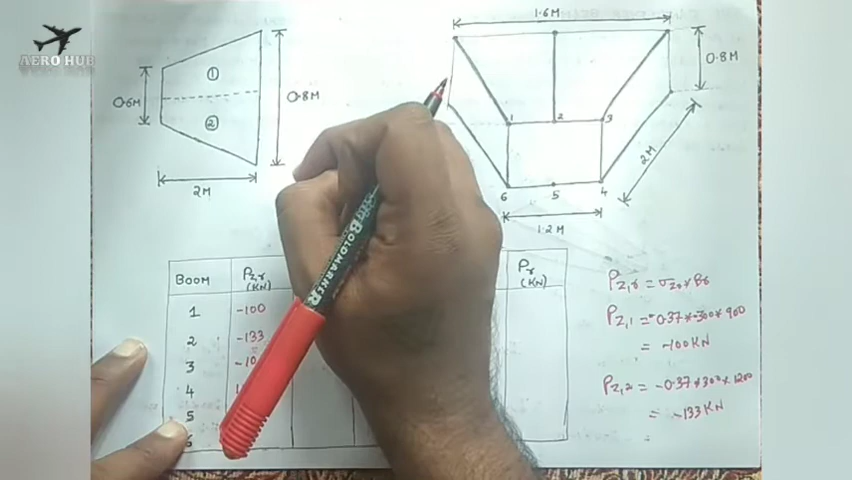 AERO HUB
①
②
0.6M
0.8M
2M
1.6M
0.8M
1 2 3
2M
6 5 4
1.2M
BOOM Pz,r (KN) Pr (KN)
1 -100
2 -133
3
4
5
6
Pz,r = σz,r * Br
Pz,1 = -0.37*300*900
= -100KN
Pz,2 = -0.37*300*1200
= -133KN
=